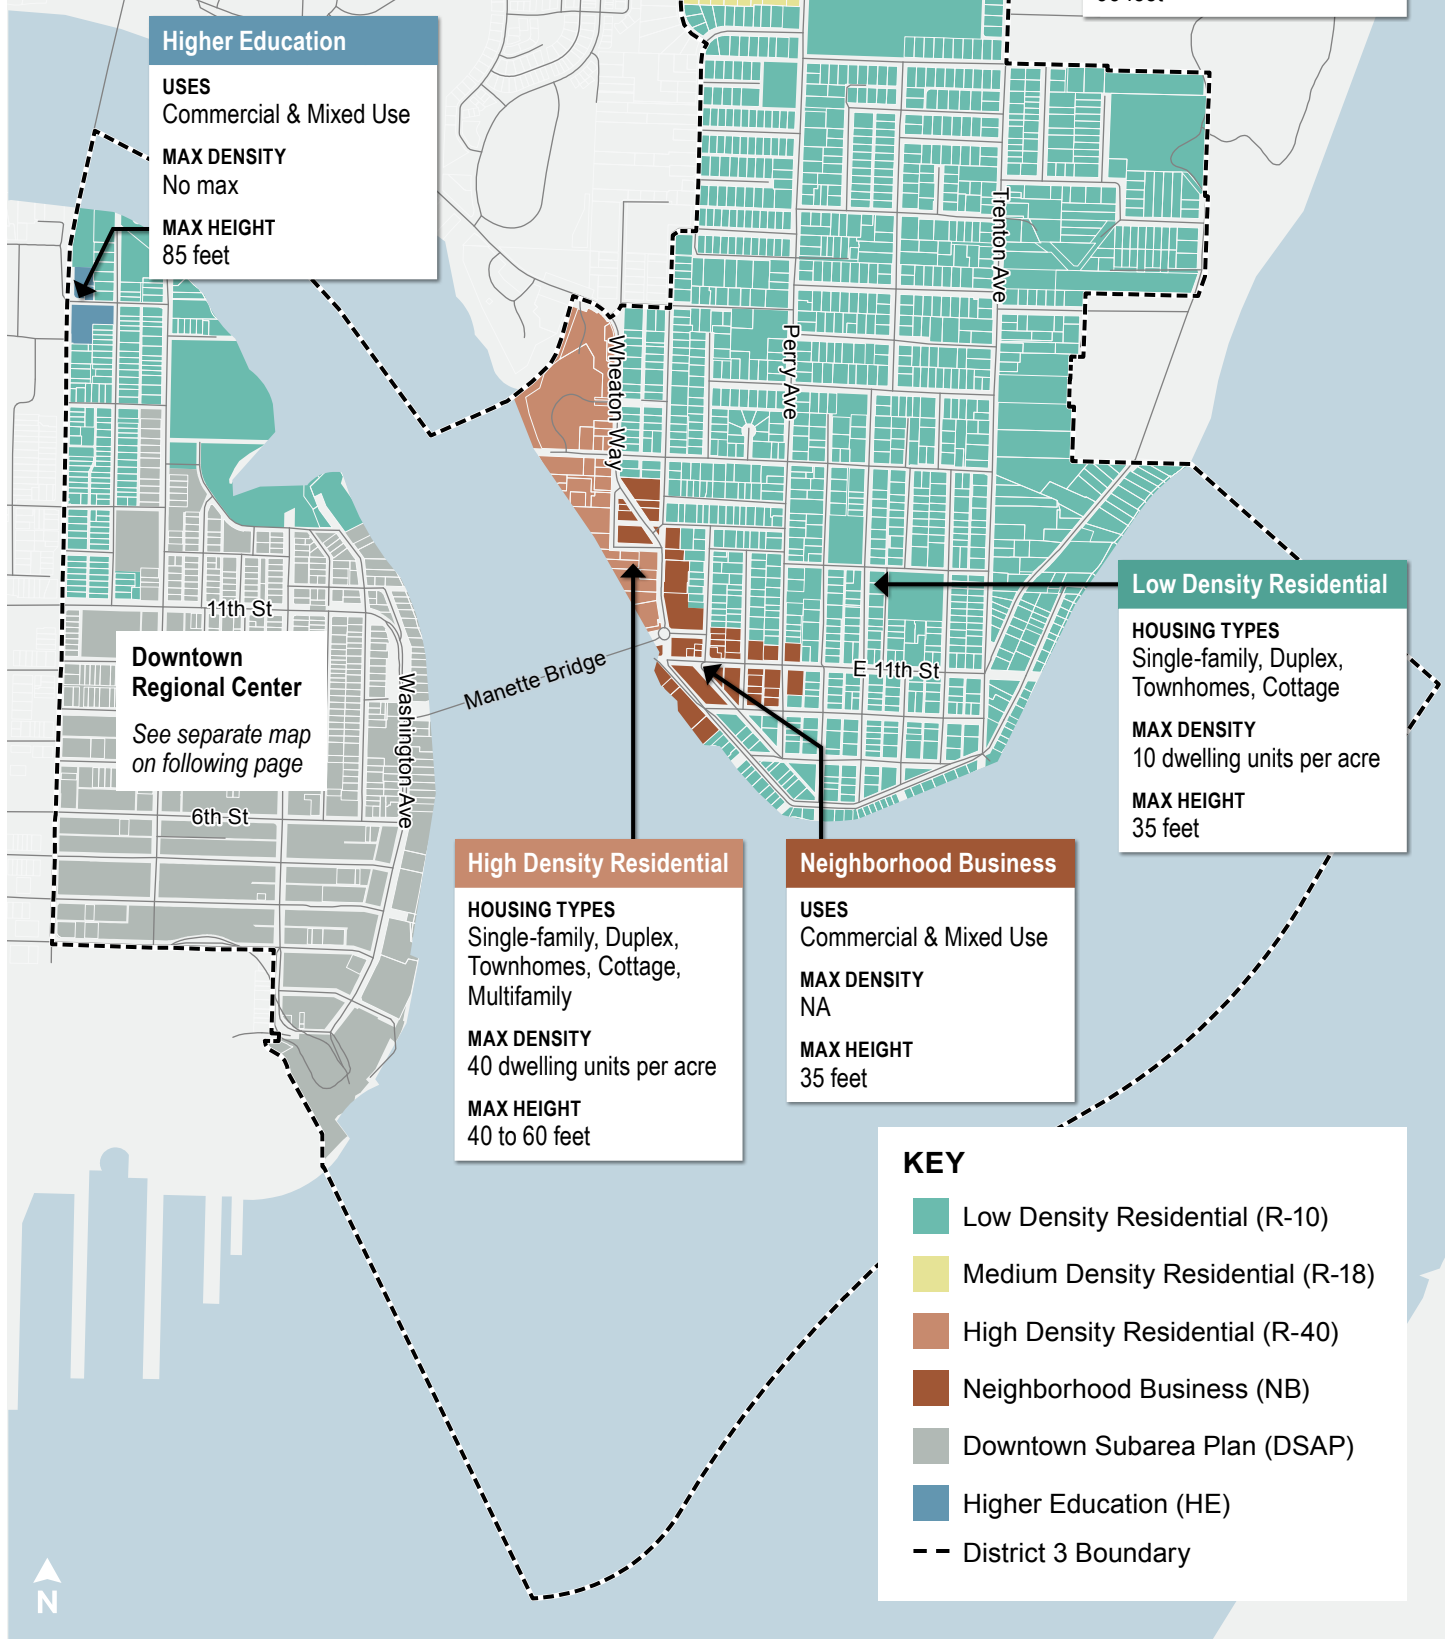 Higher Education
USES
Commercial & Mixed Use
MAX DENSITY
No max
MAX HEIGHT
85 feet
Trenton Ave
Perry Ave
Wheaton Way
11th St
Downtown
Regional Center
See separate map
on following page
Washington Ave
6th St
Manette Bridge
E 11th St
Low Density Residential
HOUSING TYPES
Single-family, Duplex,
Townhomes, Cottage
MAX DENSITY
10 dwelling units per acre
MAX HEIGHT
35 feet
High Density Residential
HOUSING TYPES
Single-family, Duplex,
Townhomes, Cottage,
Multifamily
MAX DENSITY
40 dwelling units per acre
MAX HEIGHT
40 to 60 feet
Neighborhood Business
USES
Commercial & Mixed Use
MAX DENSITY
NA
MAX HEIGHT
35 feet
KEY
Low Density Residential (R-10)
Medium Density Residential (R-18)
High Density Residential (R-40)
Neighborhood Business (NB)
Downtown Subarea Plan (DSAP)
Higher Education (HE)
District 3 Boundary
N